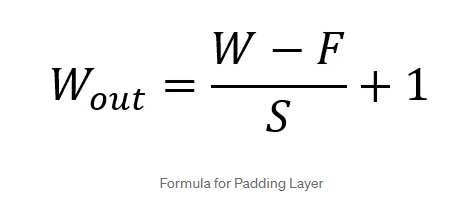 W_out = (W − F) / S + 1
Formula for Padding Layer